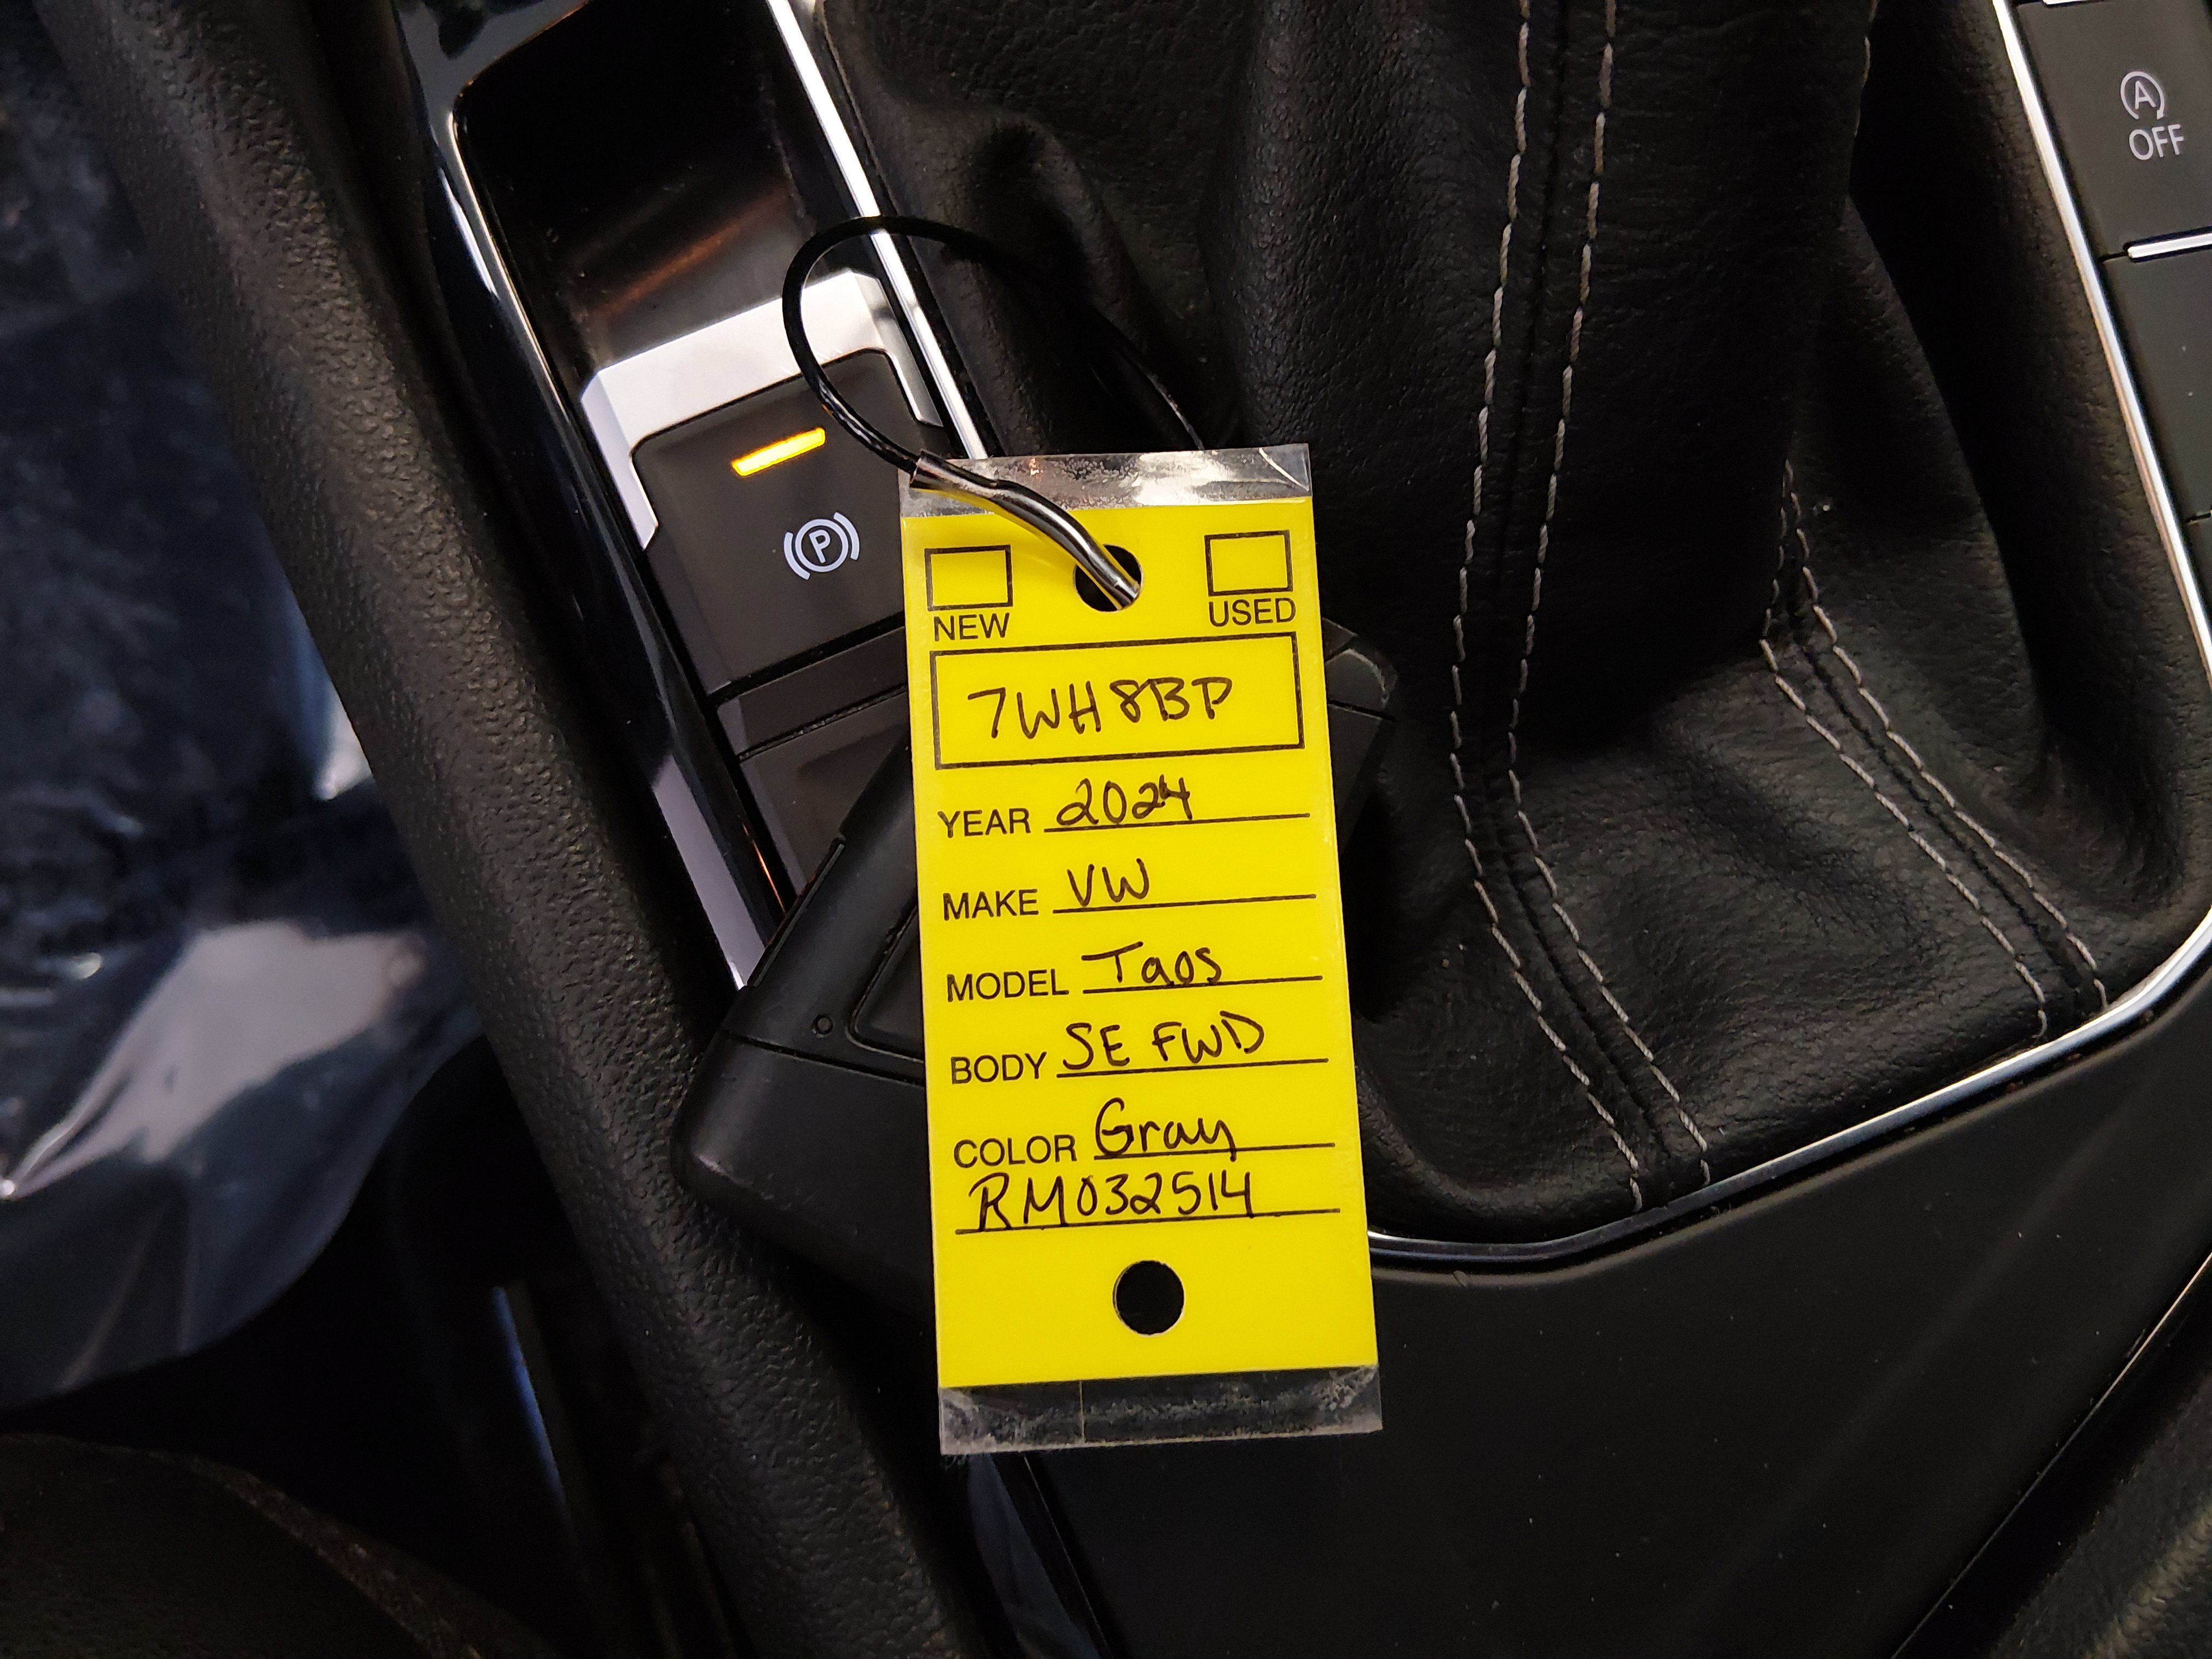 A
OFF
P
NEW USED
7WH8BP
YEAR 2024
MAKE VW
MODEL Taos
BODY SE FWD
COLOR Gray
RM032514